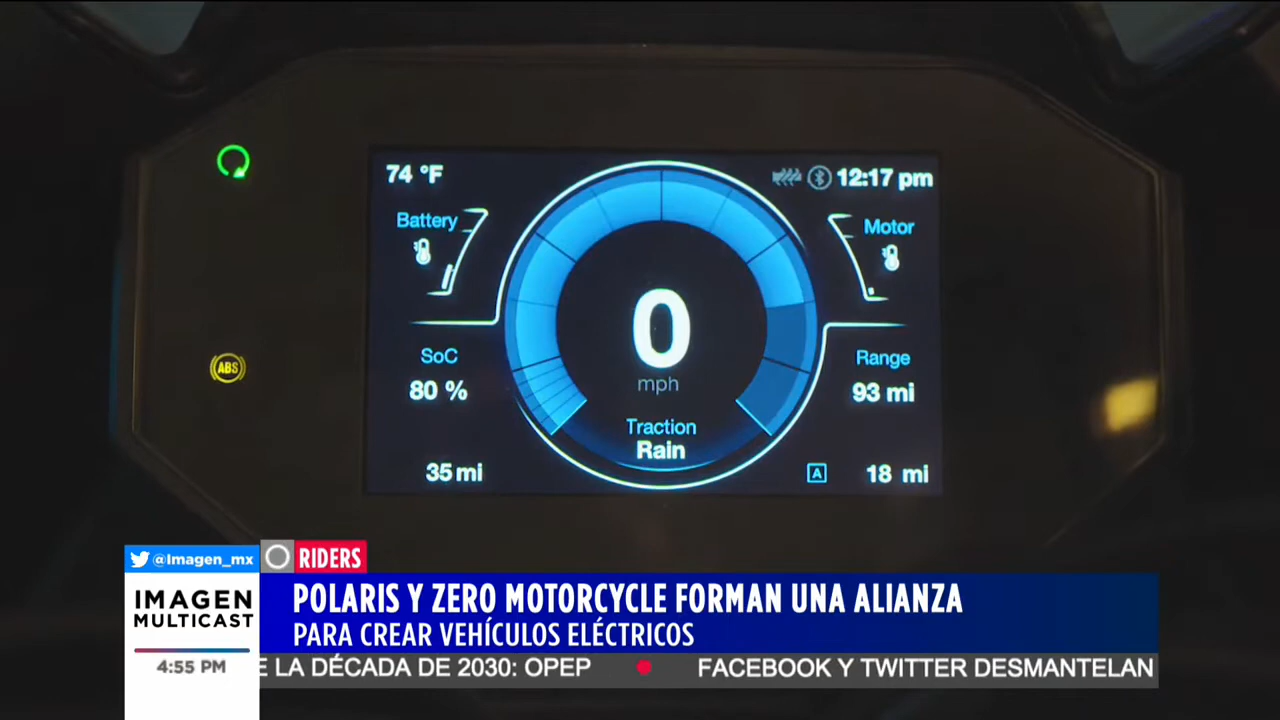 74 °F
12:17 pm
Battery
Motor
0
mph
ABS
SoC
80 %
Range
93 mi
Traction
Rain
35 mi
A
18 mi
@Imagen_mx
RIDERS
IMAGEN
MULTICAST
POLARIS Y ZERO MOTORCYCLE FORMAN UNA ALIANZA
PARA CREAR VEHÍCULOS ELÉCTRICOS
4:55 PM
E LA DÉCADA DE 2030: OPEP
FACEBOOK Y TWITTER DESMANTELAN